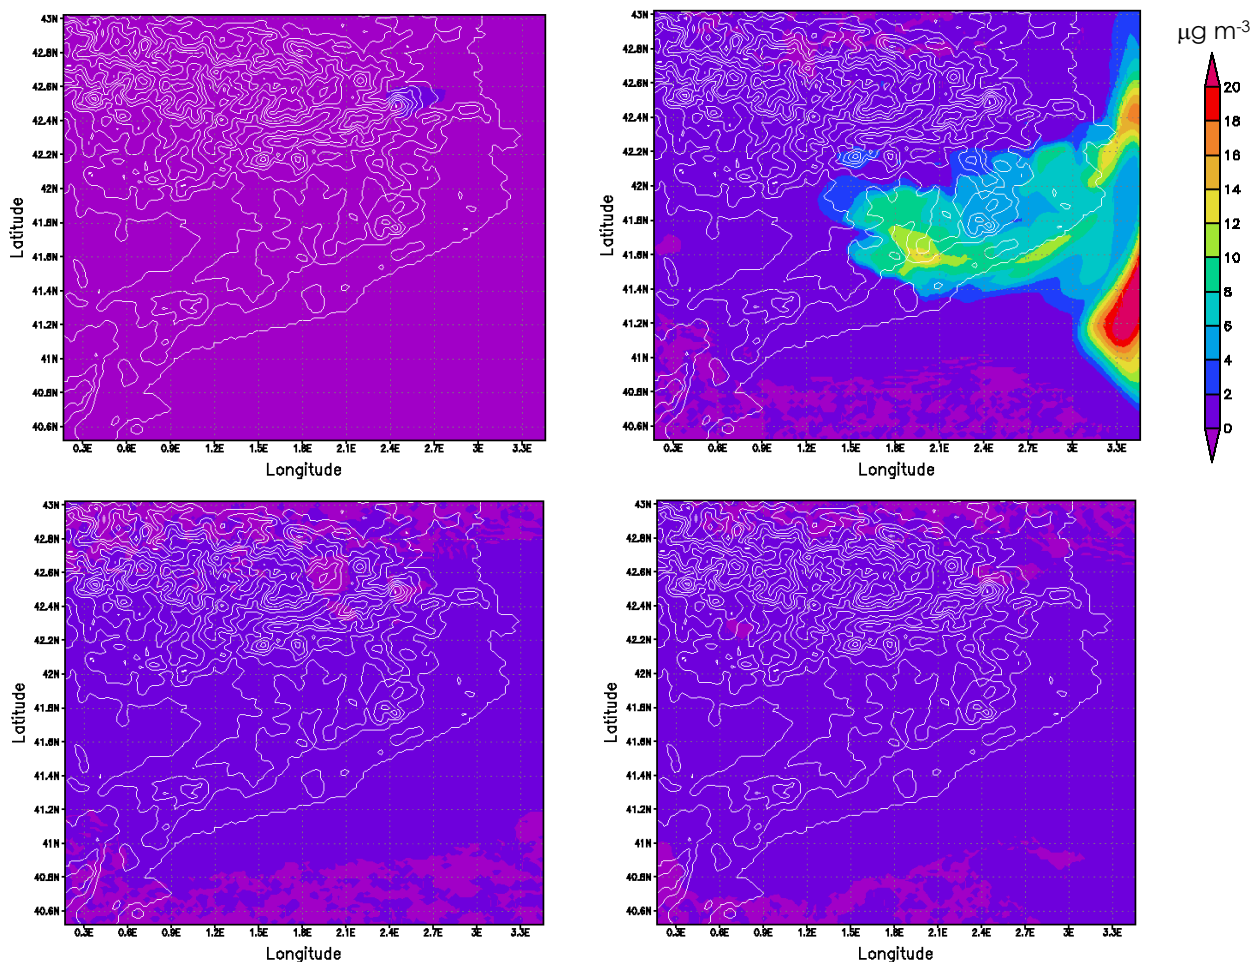 43N
42.8N
42.6N
42.4N
42.2N
42N
41.8N
41.6N
41.4N
41.2N
41N
40.8N
40.6N
Latitude
0.3E 0.6E 0.9E 1.2E 1.5E 1.8E 2.1E 2.4E 2.7E 3E 3.3E
Longitude
43N
42.8N
42.6N
42.4N
42.2N
42N
41.8N
41.6N
41.4N
41.2N
41N
40.8N
40.6N
Latitude
0.3E 0.6E 0.9E 1.2E 1.5E 1.8E 2.1E 2.4E 2.7E 3E 3.3E
Longitude
μg m-3
20
18
16
14
12
10
8
6
4
2
0
43N
42.8N
42.6N
42.4N
42.2N
42N
41.8N
41.6N
41.4N
41.2N
41N
40.8N
40.6N
Latitude
0.3E 0.6E 0.9E 1.2E 1.5E 1.8E 2.1E 2.4E 2.7E 3E 3.3E
Longitude
43N
42.8N
42.6N
42.4N
42.2N
42N
41.8N
41.6N
41.4N
41.2N
41N
40.8N
40.6N
Latitude
0.3E 0.6E 0.9E 1.2E 1.5E 1.8E 2.1E 2.4E 2.7E 3E 3.3E
Longitude